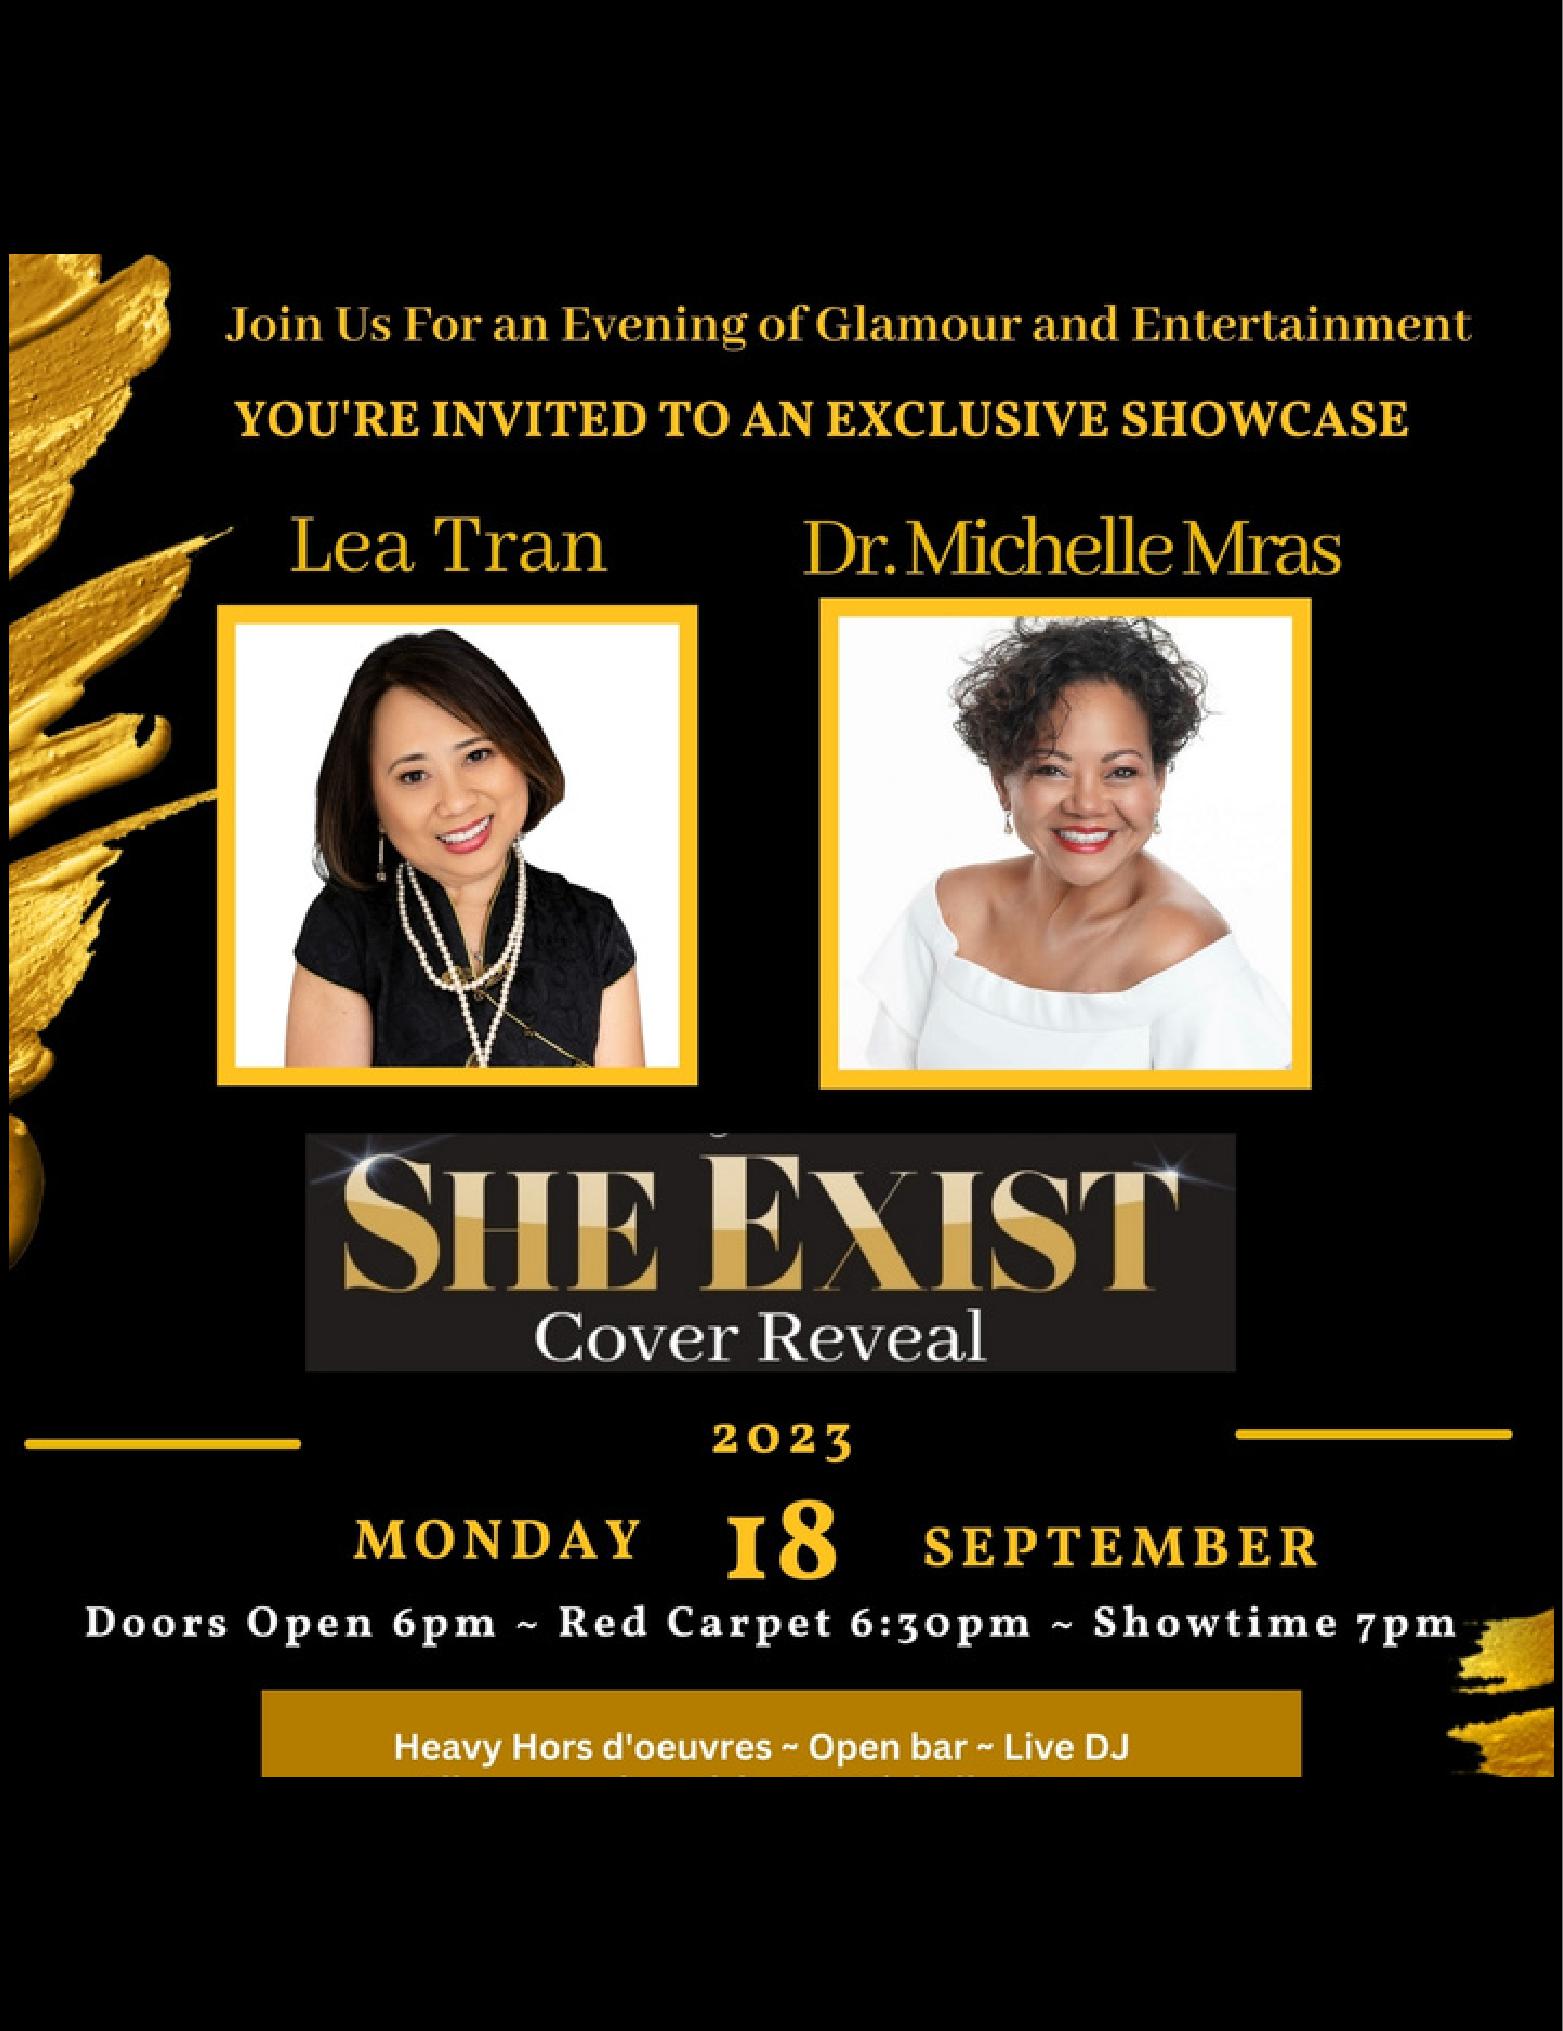 Join Us For an Evening of Glamour and Entertainment
YOU'RE INVITED TO AN EXCLUSIVE SHOWCASE
Lea Tran
Dr. Michelle Mras
SHE EXIST
Cover Reveal
2023
MONDAY 18 SEPTEMBER
Doors Open 6pm ~ Red Carpet 6:30pm ~ Showtime 7pm
Heavy Hors d'oeuvres ~ Open bar ~ Live DJ